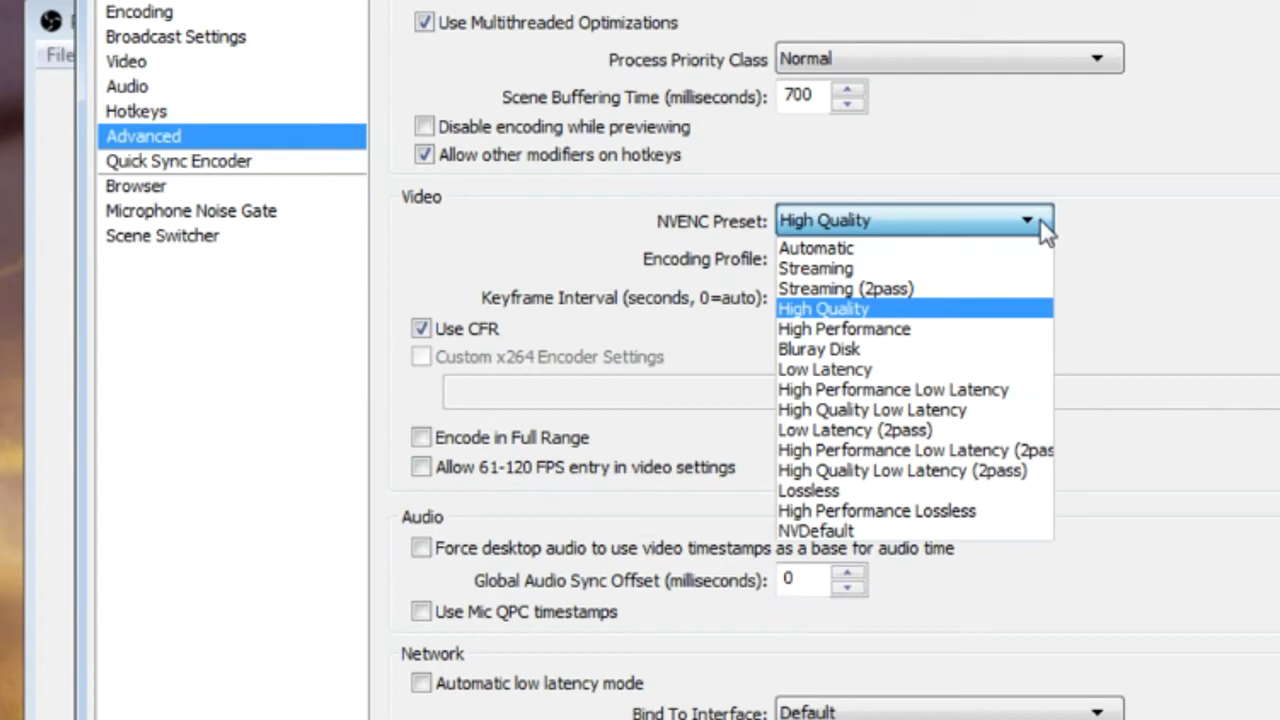 File
Encoding
Broadcast Settings
Video
Audio
Hotkeys
Advanced
Quick Sync Encoder
Browser
Microphone Noise Gate
Scene Switcher
Use Multithreaded Optimizations
Process Priority Class Normal
Scene Buffering Time (milliseconds): 700
Disable encoding while previewing
Allow other modifiers on hotkeys
Video
NVENC Preset: High Quality
Automatic
Encoding Profile:
Streaming
Streaming (2pass)
Keyframe Interval (seconds, 0=auto):
High Quality
Use CFR
High Performance
Bluray Disk
Custom x264 Encoder Settings
Low Latency
High Performance Low Latency
High Quality Low Latency
Low Latency (2pass)
Encode in Full Range
High Performance Low Latency (2pas
Allow 61-120 FPS entry in video settings
High Quality Low Latency (2pass)
Lossless
High Performance Lossless
NVDefault
Audio
Force desktop audio to use video timestamps as a base for audio time
Global Audio Sync Offset (milliseconds): 0
Use Mic QPC timestamps
Network
Automatic low latency mode
Bind To Interface: Default